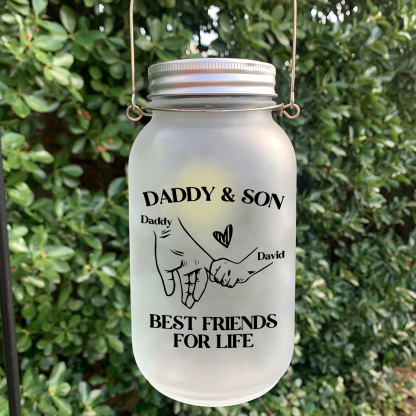 DADDY & SON
Daddy
David
BEST FRIENDS
FOR LIFE